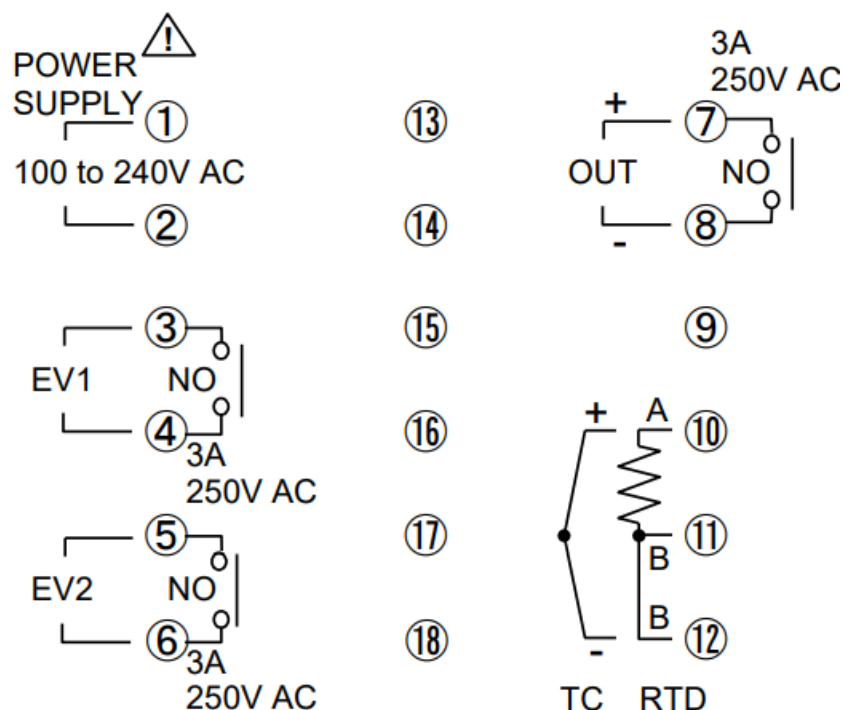 POWER
SUPPLY
①
100 to 240V AC
②
③
EV1
NO
④
3A
250V AC
⑤
EV2
NO
⑥
3A
250V AC
⑬
⑭
⑮
⑯
⑰
⑱
3A
250V AC
+
⑦
OUT
NO
-
⑧
⑨
+
A
⑩
⑪
B
B
⑫
-
TC
RTD